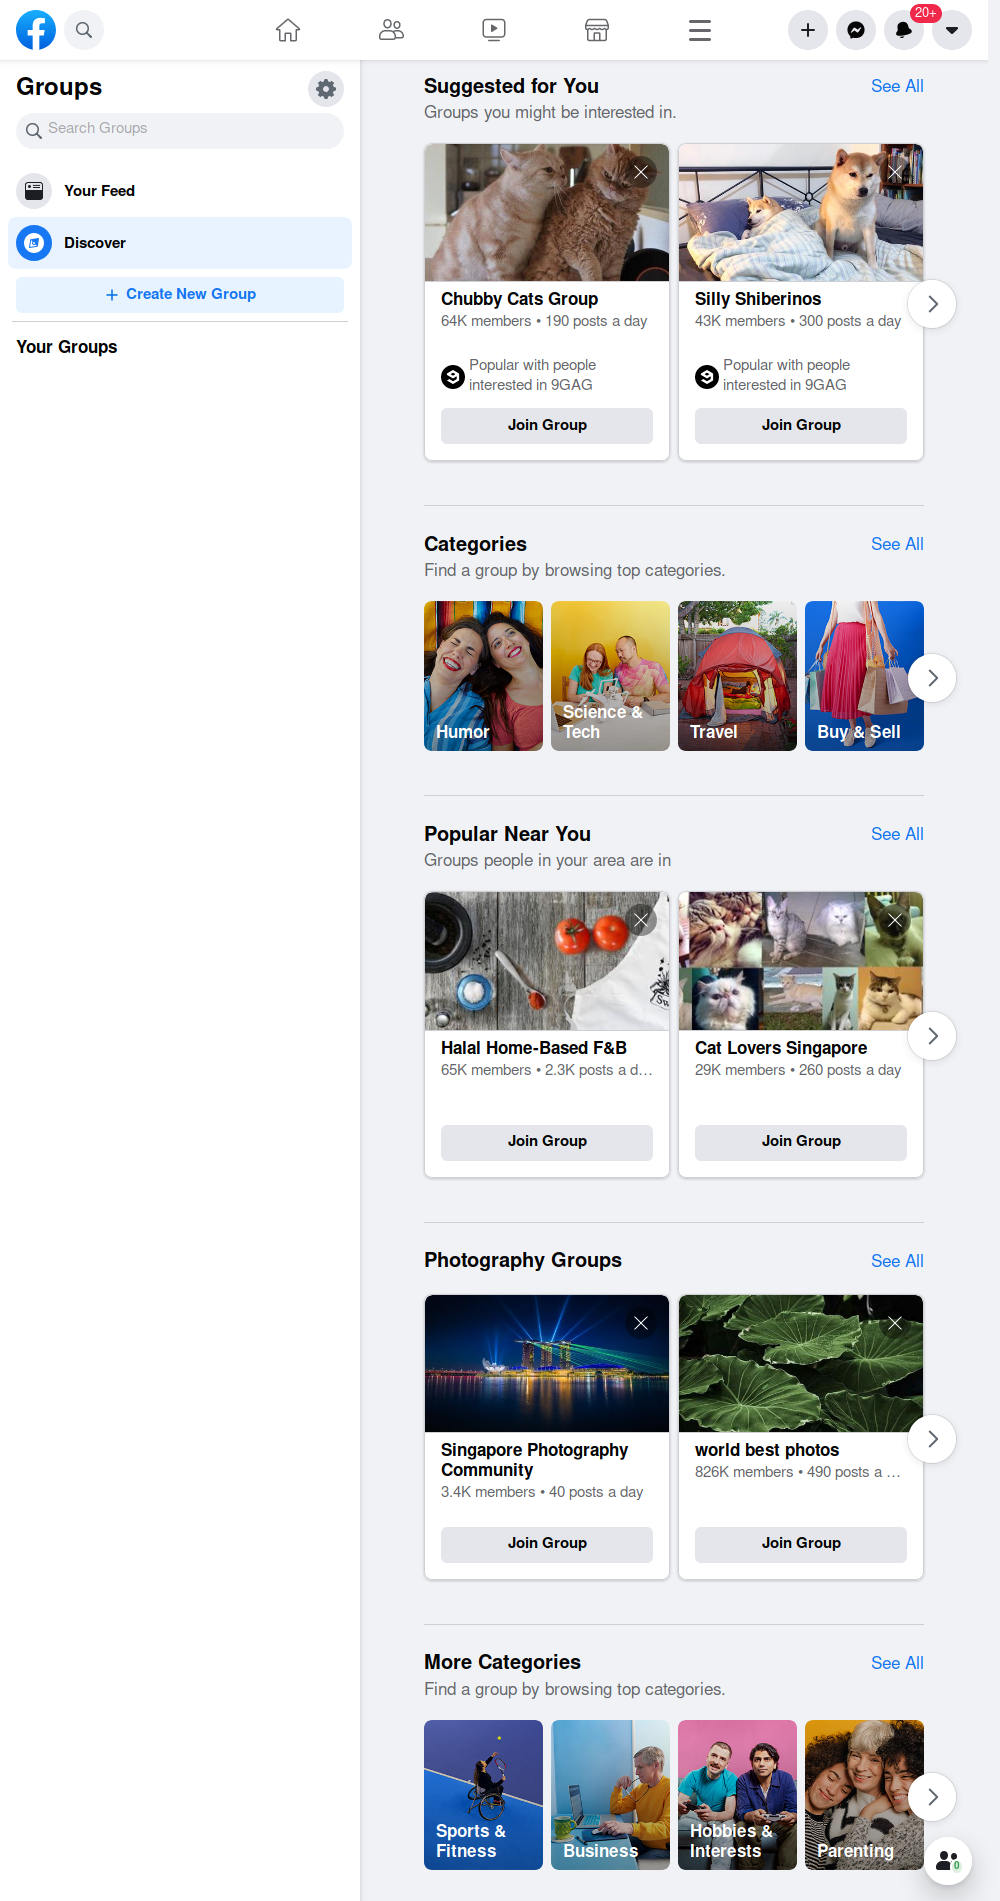 20+
Groups
Search Groups
Your Feed
Discover
Create New Group
Your Groups
Suggested for You
See All
Groups you might be interested in.
Chubby Cats Group
64K members • 190 posts a day
Popular with people
interested in 9GAG
Join Group
Silly Shiberinos
43K members • 300 posts a day
Popular with people
interested in 9GAG
Join Group
Categories
See All
Find a group by browsing top categories.
Humor
Science &
Tech
Travel
Buy & Sell
Popular Near You
See All
Groups people in your area are in
Halal Home-Based F&B
65K members • 2.3K posts a d…
Join Group
Cat Lovers Singapore
29K members • 260 posts a day
Join Group
Photography Groups
See All
Singapore Photography
Community
3.4K members • 40 posts a day
Join Group
world best photos
826K members • 490 posts a …
Join Group
More Categories
See All
Find a group by browsing top categories.
Sports &
Fitness
Business
Hobbies &
Interests
Parenting
0